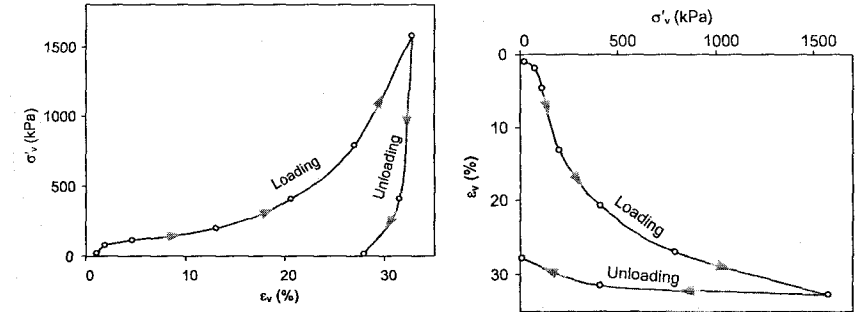 1500
1000
500
0
σ'ᵥ (kPa)
Loading
Unloading
0 10 20 30
εᵥ (%)
σ'ᵥ (kPa)
0 500 1000 1500
0
10
20
30
εᵥ (%)
Loading
Unloading